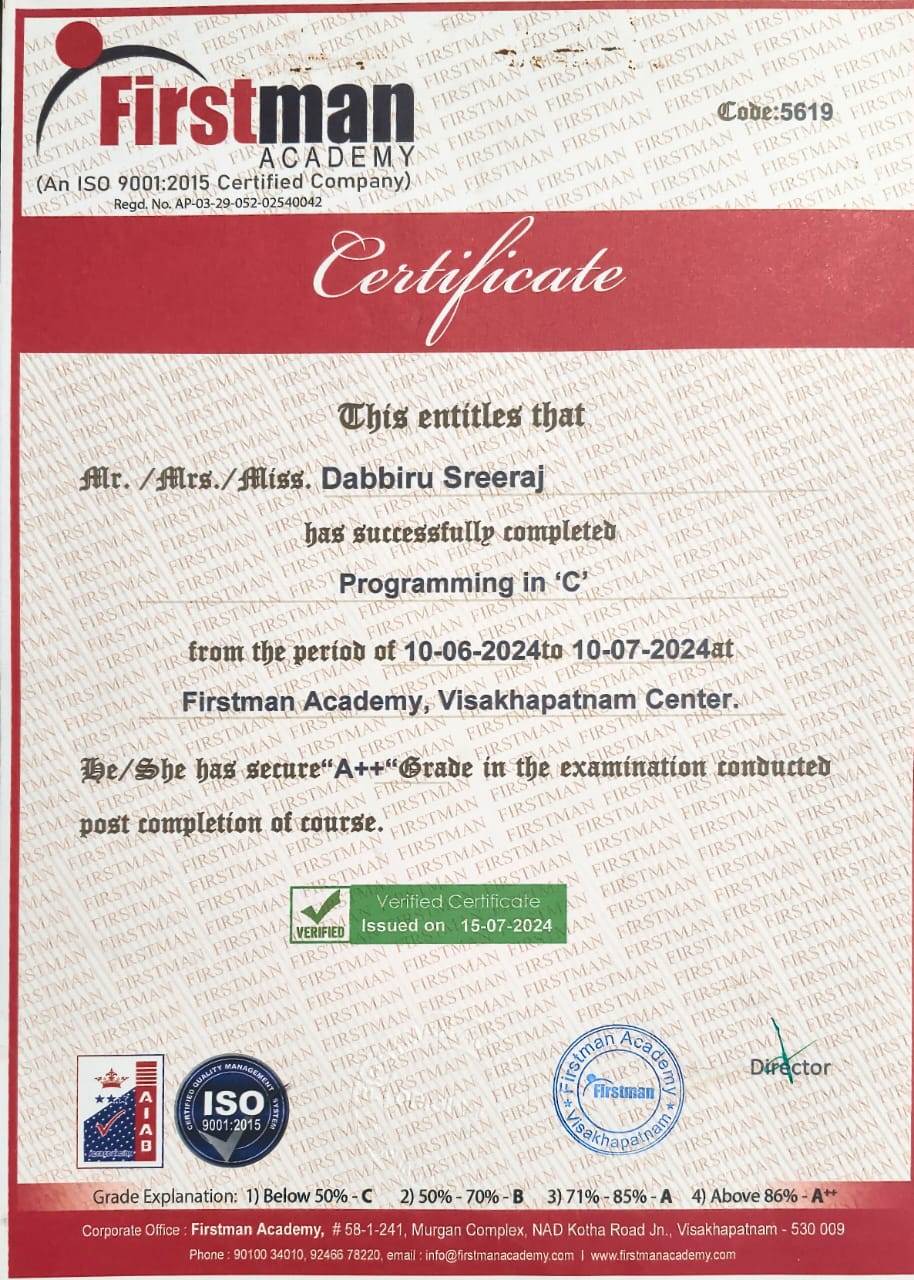 Firstman
ACADEMY
(An ISO 9001:2015 Certified Company)
Regd. No. AP-03-29-052-02540042
Code:5619
Certificate
This entitles that
Mr. /Mrs./Miss. Dabbiru Sreeraj
has successfully completed
Programming in ‘C’
from the period of 10-06-2024to 10-07-2024at
Firstman Academy, Visakhapatnam Center.
He/She has secure“A++“Grade in the examination conducted
post completion of course.
VERIFIED
Verified Certificate
Issued on 15-07-2024
AIAB
CERTIFIED QUALITY MANAGEMENT SYSTEM
ISO
9001:2015
Firstman Academy
Firstman
★ Visakhapatnam ★
Director
Grade Explanation: 1) Below 50% - C 2) 50% - 70% - B 3) 71% - 85% - A 4) Above 86% - A++
Corporate Office : Firstman Academy, # 58-1-241, Murgan Complex, NAD Kotha Road Jn., Visakhapatnam - 530 009
Phone : 90100 34010, 92466 78220, email : info@firstmanacademy.com I www.firstmanacademy.com